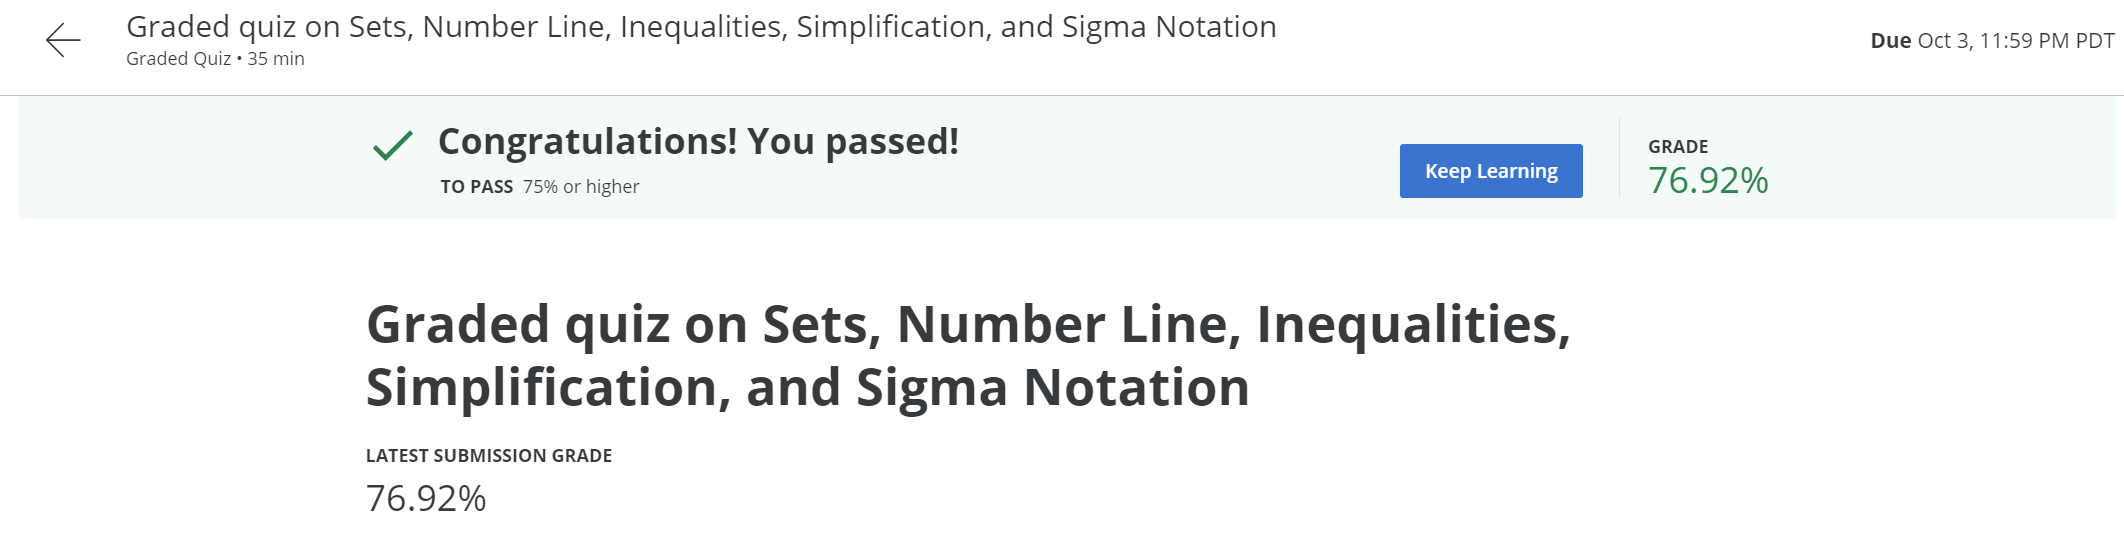 Graded quiz on Sets, Number Line, Inequalities, Simplification, and Sigma Notation
Graded Quiz • 35 min
Due Oct 3, 11:59 PM PDT
Congratulations! You passed!
TO PASS 75% or higher
Keep Learning
GRADE
76.92%
Graded quiz on Sets, Number Line, Inequalities,
Simplification, and Sigma Notation
LATEST SUBMISSION GRADE
76.92%